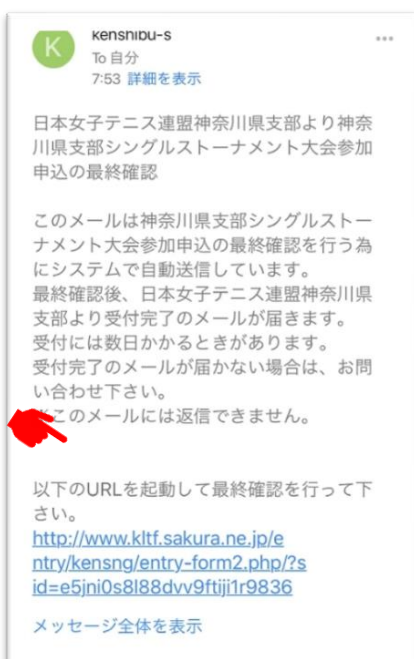 K
kenshibu-s
To 自分
7:53 詳細を表示
日本女子テニス連盟神奈川県支部より神奈
川県支部シングルストーナメント大会参加
申込の最終確認
このメールは神奈川県支部シングルストー
ナメント大会参加申込の最終確認を行う為
にシステムで自動送信しています。
最終確認後、日本女子テニス連盟神奈川県
支部より受付完了のメールが届きます。
受付には数日かかるときがあります。
受付完了のメールが届かない場合は、お問
い合わせ下さい。
このメールには返信できません。
以下のURLを起動して最終確認を行って下
さい。
http://www.kltf.sakura.ne.jp/e
ntry/kensng/entry-form2.php/?s
id=e5jni0s8l88dvv9ftiji1r9836
メッセージ全体を表示